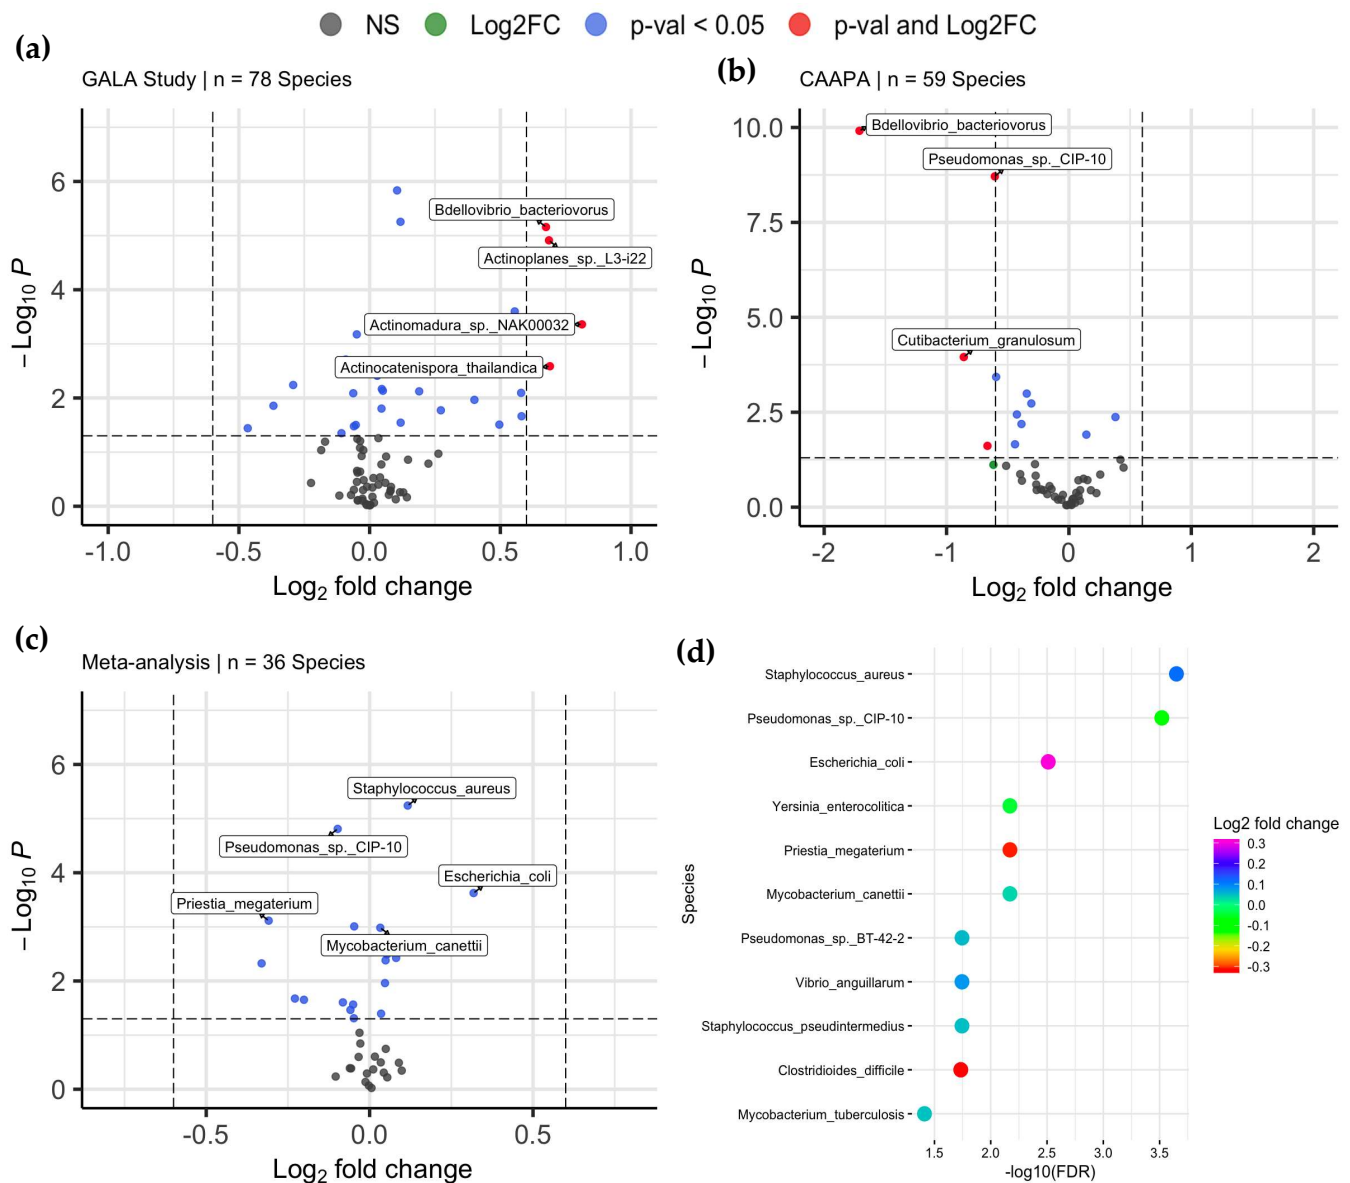 NS Log2FC p-val < 0.05 p-val and Log2FC
(a)
GALA Study | n = 78 Species
Bdellovibrio_bacteriovorus
Actinoplanes_sp._L3-i22
Actinomadura_sp._NAK00032
Actinocatenispora_thailandica
6
4
2
0
-1.0 -0.5 0.0 0.5 1.0
−Log10 P
Log2 fold change
(b)
CAAPA | n = 59 Species
Bdellovibrio_bacteriovorus
Pseudomonas_sp._CIP-10
Cutibacterium_granulosum
10.0
7.5
5.0
2.5
0.0
-2 -1 0 1 2
−Log10 P
Log2 fold change
(c)
Meta-analysis | n = 36 Species
Staphylococcus_aureus
Pseudomonas_sp._CIP-10
Escherichia_coli
Priestia_megaterium
Mycobacterium_canettii
6
4
2
0
-0.5 0.0 0.5
−Log10 P
Log2 fold change
(d)
Staphylococcus_aureus
Pseudomonas_sp._CIP-10
Escherichia_coli
Yersinia_enterocolitica
Priestia_megaterium
Mycobacterium_canettii
Pseudomonas_sp._BT-42-2
Vibrio_anguillarum
Staphylococcus_pseudintermedius
Clostridioides_difficile
Mycobacterium_tuberculosis
Species
1.5 2.0 2.5 3.0 3.5
-log10(FDR)
Log2 fold change
0.3
0.2
0.1
0.0
-0.1
-0.2
-0.3